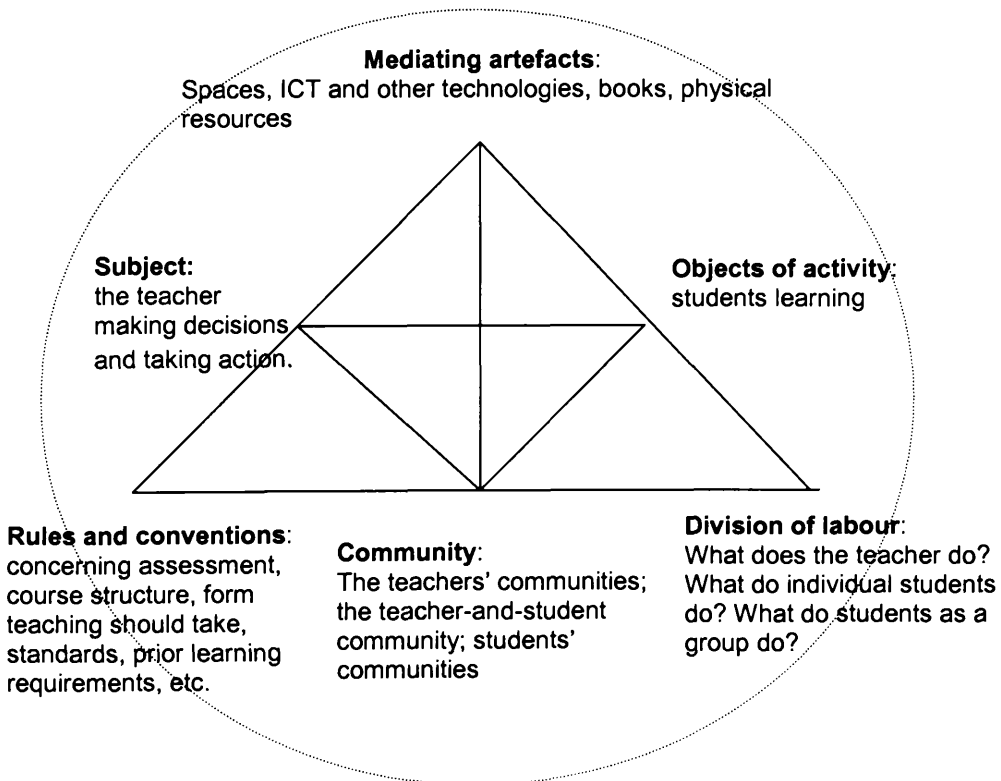 Mediating artefacts:
Spaces, ICT and other technologies, books, physical
resources
Subject:
the teacher
making decisions
and taking action.
Objects of activity:
students learning
Rules and conventions:
concerning assessment,
course structure, form
teaching should take,
standards, prior learning
requirements, etc.
Community:
The teachers' communities;
the teacher-and-student
community; students'
communities
Division of labour:
What does the teacher do?
What do individual students
do? What do students as a
group do?